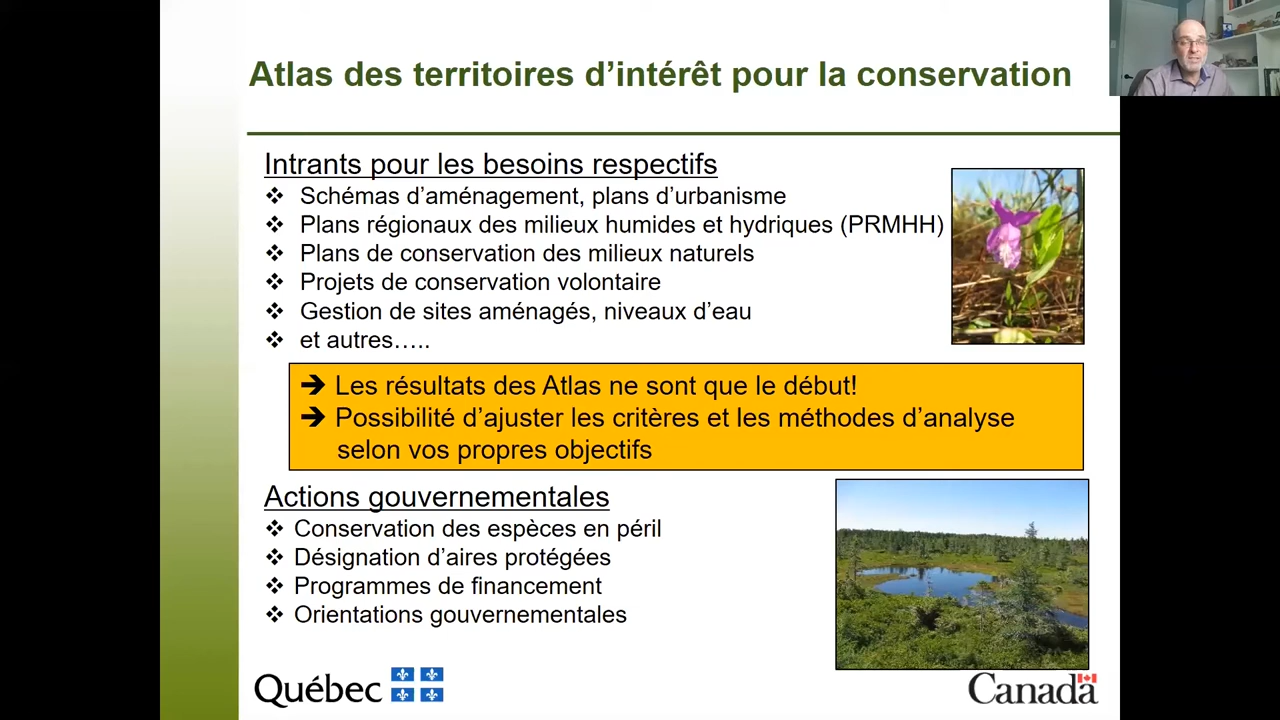 Atlas des territoires d’intérêt pour la conservation
Intrants pour les besoins respectifs
❖ Schémas d’aménagement, plans d’urbanisme
❖ Plans régionaux des milieux humides et hydriques (PRMHH)
❖ Plans de conservation des milieux naturels
❖ Projets de conservation volontaire
❖ Gestion de sites aménagés, niveaux d’eau
❖ et autres…..
➔ Les résultats des Atlas ne sont que le début!
➔ Possibilité d’ajuster les critères et les méthodes d’analyse
selon vos propres objectifs
Actions gouvernementales
❖ Conservation des espèces en péril
❖ Désignation d’aires protégées
❖ Programmes de financement
❖ Orientations gouvernementales
Québec
Canada